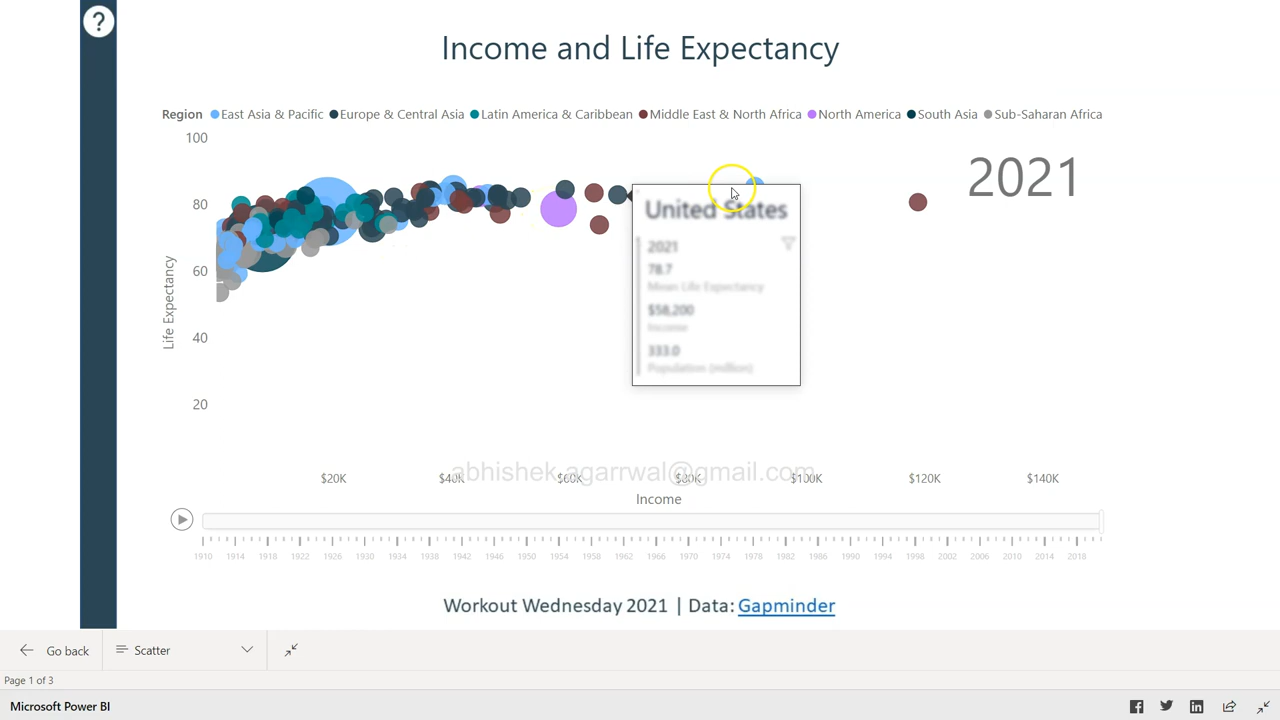 ?
Income and Life Expectancy
Region East Asia & Pacific Europe & Central Asia Latin America & Caribbean Middle East & North Africa North America South Asia Sub-Saharan Africa
100
2021
80
60
40
20
Life Expectancy
United States
2021
78.7
Mean Life Expectancy
$58,200
Income
333.0
Population (million)
abhishek.agarrwal@gmail.com
$20K $40K $60K $80K $100K $120K $140K
Income
1910 1914 1918 1922 1926 1930 1934 1938 1942 1946 1950 1954 1958 1962 1966 1970 1974 1978 1982 1986 1990 1994 1998 2002 2006 2010 2014 2018
Workout Wednesday 2021 | Data: Gapminder
Go back Scatter
Page 1 of 3
Microsoft Power BI